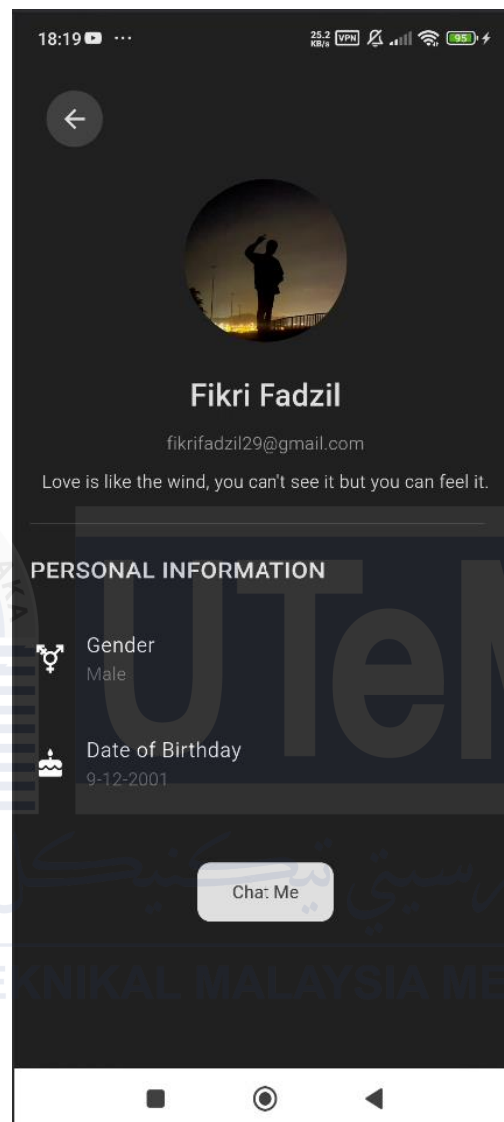 18:19 ...
25.2
KB/s VPN 95
Fikri Fadzil
fikrifadzil29@gmail.com
Love is like the wind, you can't see it but you can feel it.
PERSONAL INFORMATION
Gender
Male
Date of Birthday
9-12-2001
Chat Me
UTeM
TEKNIKAL MALAYSIA